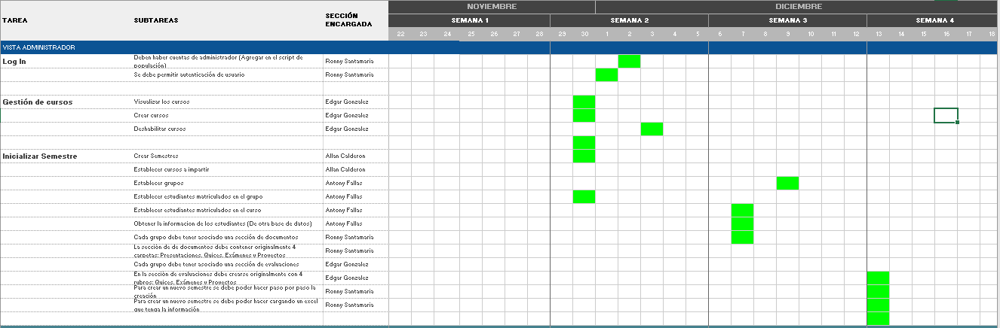 NOVIEMBRE DICIEMBRE
TAREA SUBTAREAS SECCIÓN ENCARGADA SEMANA 1 SEMANA 2 SEMANA 3 SEMANA 4
22 23 24 25 26 27 28 29 30 1 2 3 4 5 6 7 8 9 10 11 12 13 14 15 16 17 18
VISTA ADMINISTRADOR
Log In Deben haber cuentas de administrador (Agregar en el script de populación) Ronny Santamaria
Se debe permitir autenticación de usuario Ronny Santamaria
Gestión de cursos Visualizar los cursos Edgar Gonzalez
Crear cursos Edgar Gonzalez
Deshabilitar cursos Edgar Gonzalez
Inicializar Semestre Crear Semestres Allan Calderon
Establecer cursos a impartir Allan Calderon
Establecer grupos Antony Fallas
Establecer estudiantes matriculados en el grupo Antony Fallas
Establecer estudiantes matriculados en el curso Antony Fallas
Obtener la informacion de los estudiantes (De otra base de datos) Antony Fallas
Cada grupo debe tener asociado una sección de documentos Ronny Santamaria
La sección de de documentos debe contener originalmente 4 carpetas: Presentaciones, Quices, Exámenes y Proyectos Ronny Santamaria
Cada grupo debe tener asociado una sección de evaluaciones Edgar Gonzalez
En la sección de evaluaciones debe crearse originalmente con 4 rubros: Quices, Exámenes y Proyectos Edgar Gonzalez
Para crear un nuevo semestre se debe poder hacer paso por paso la creación Ronny Santamaria
Para crear un nuevo semestre se debe poder hacer cargando un excel que tenga la información Ronny Santamaria